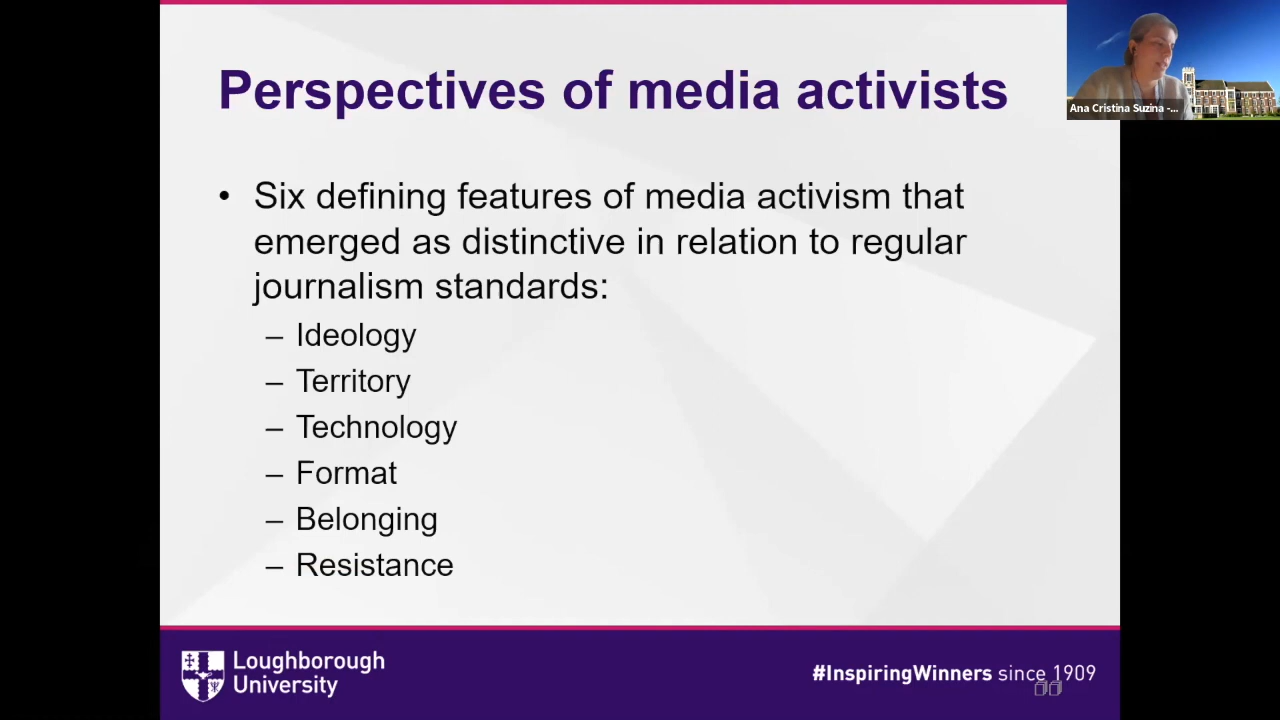 Perspectives of media activists
Ana Cristina Suzina -...
• Six defining features of media activism that
emerged as distinctive in relation to regular
journalism standards:
– Ideology
– Territory
– Technology
– Format
– Belonging
– Resistance
Loughborough
University
#InspiringWinners since 1909